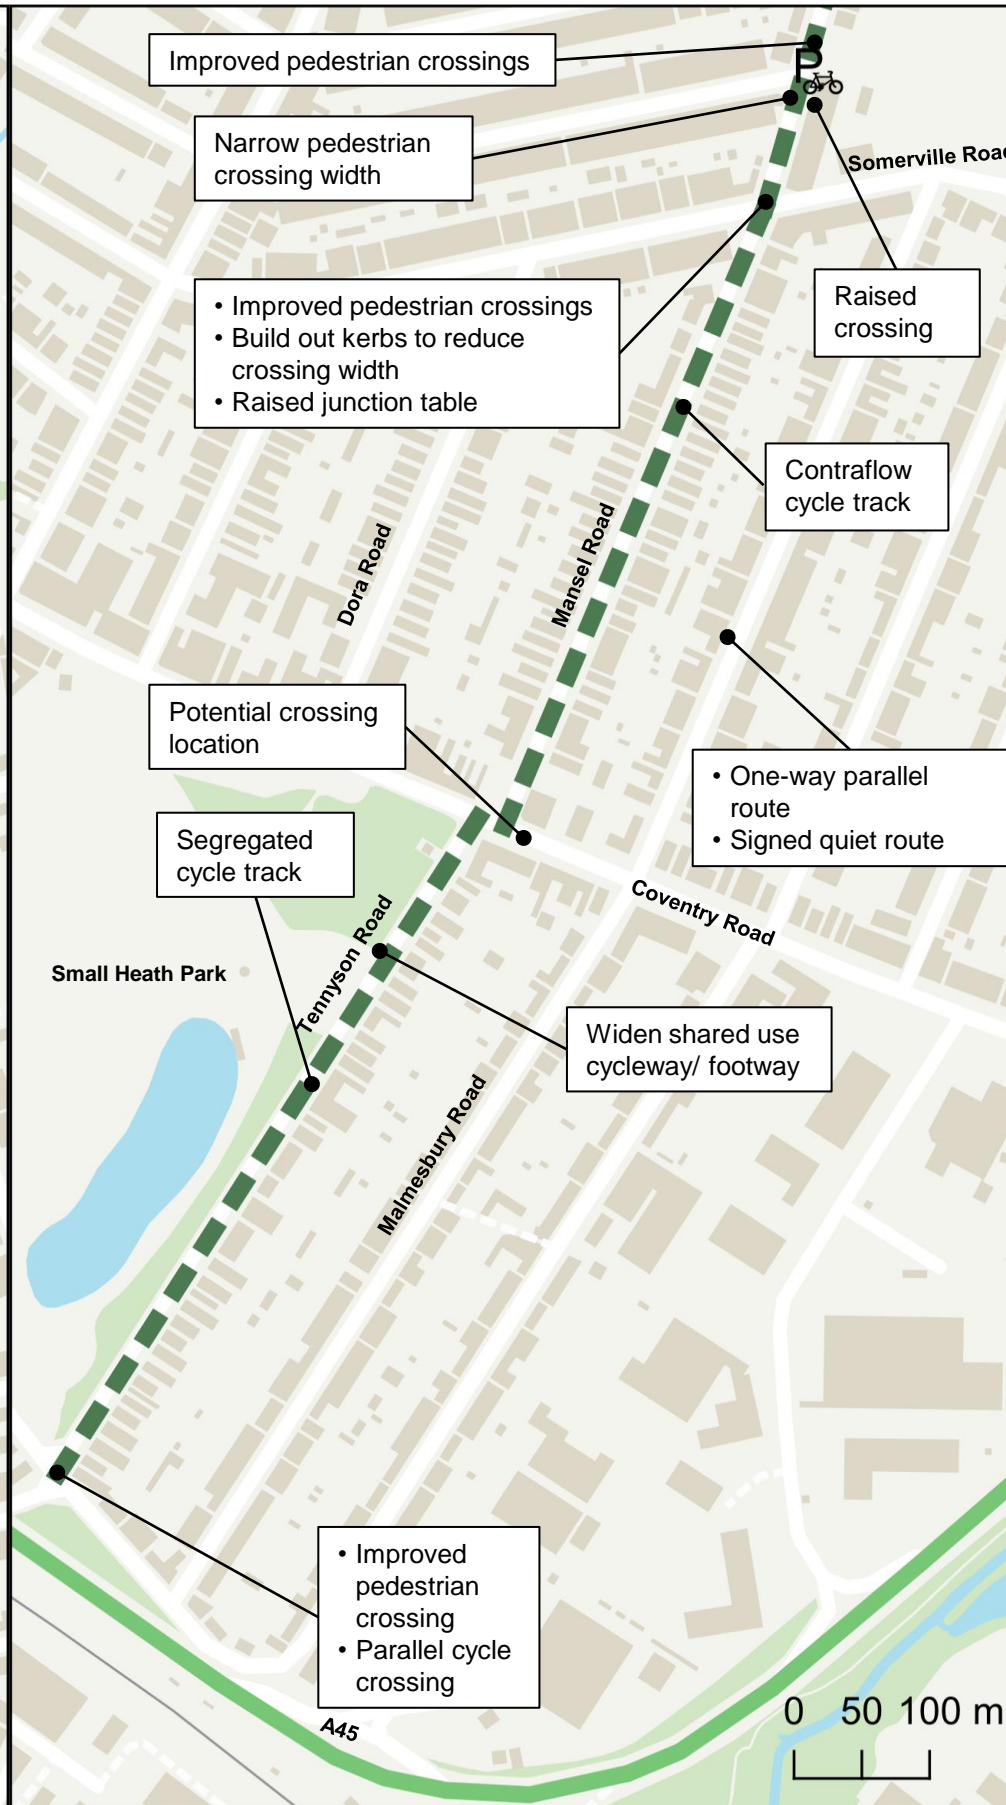 Improved pedestrian crossings
P
Narrow pedestrian
crossing width
Somerville Road
• Improved pedestrian crossings
• Build out kerbs to reduce
crossing width
• Raised junction table
Raised
crossing
Contraflow
cycle track
Dora Road
Mansel Road
Potential crossing
location
• One-way parallel
route
• Signed quiet route
Segregated
cycle track
Coventry Road
Tennyson Road
Small Heath Park
Widen shared use
cycleway/ footway
Malmesbury Road
• Improved
pedestrian
crossing
• Parallel cycle
crossing
A45
0 50 100 m